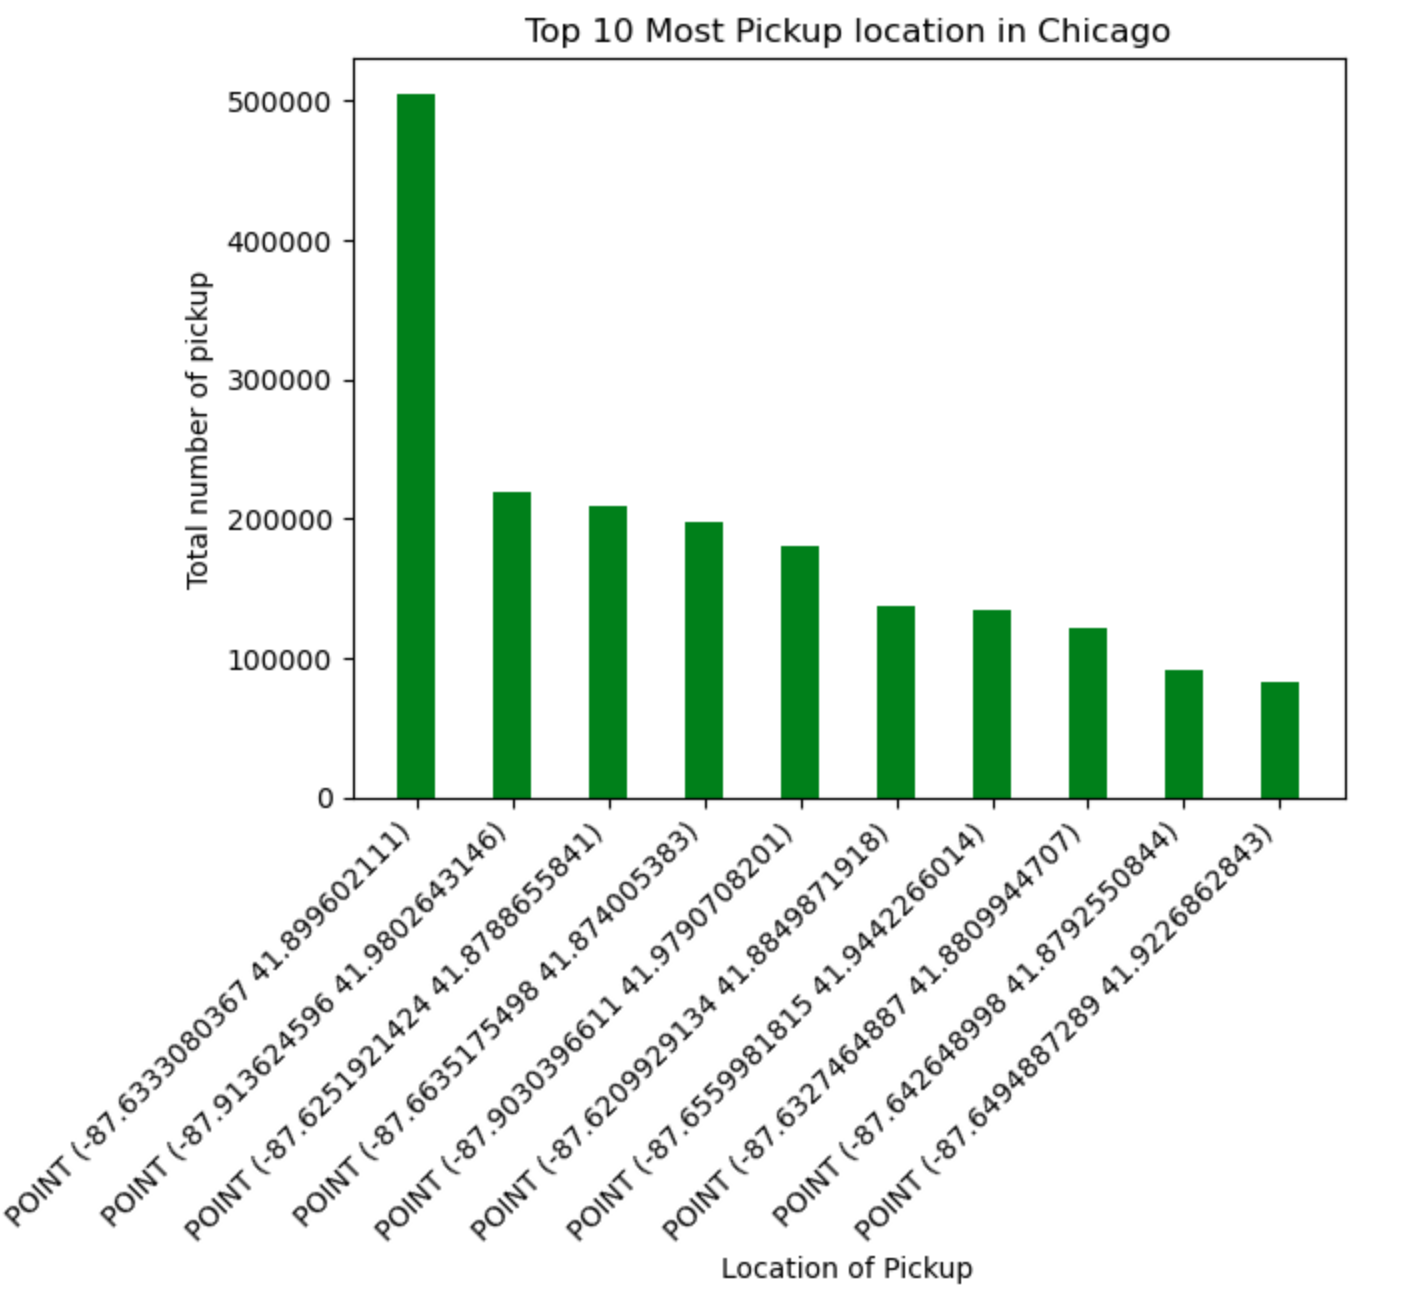 Top 10 Most Pickup location in Chicago
Total number of pickup
500000
400000
300000
200000
100000
0
POINT (-87.6333080367 41.899602111)
POINT (-87.913624596 41.9802643146)
POINT (-87.6251921424 41.8788655841)
POINT (-87.6635175498 41.874005383)
POINT (-87.9030396611 41.9790708201)
POINT (-87.6209929134 41.8849871918)
POINT (-87.6559981815 41.9442266014)
POINT (-87.6327464887 41.8809944707)
POINT (-87.642648998 41.8792550844)
POINT (-87.6494887289 41.9226862843)
Location of Pickup